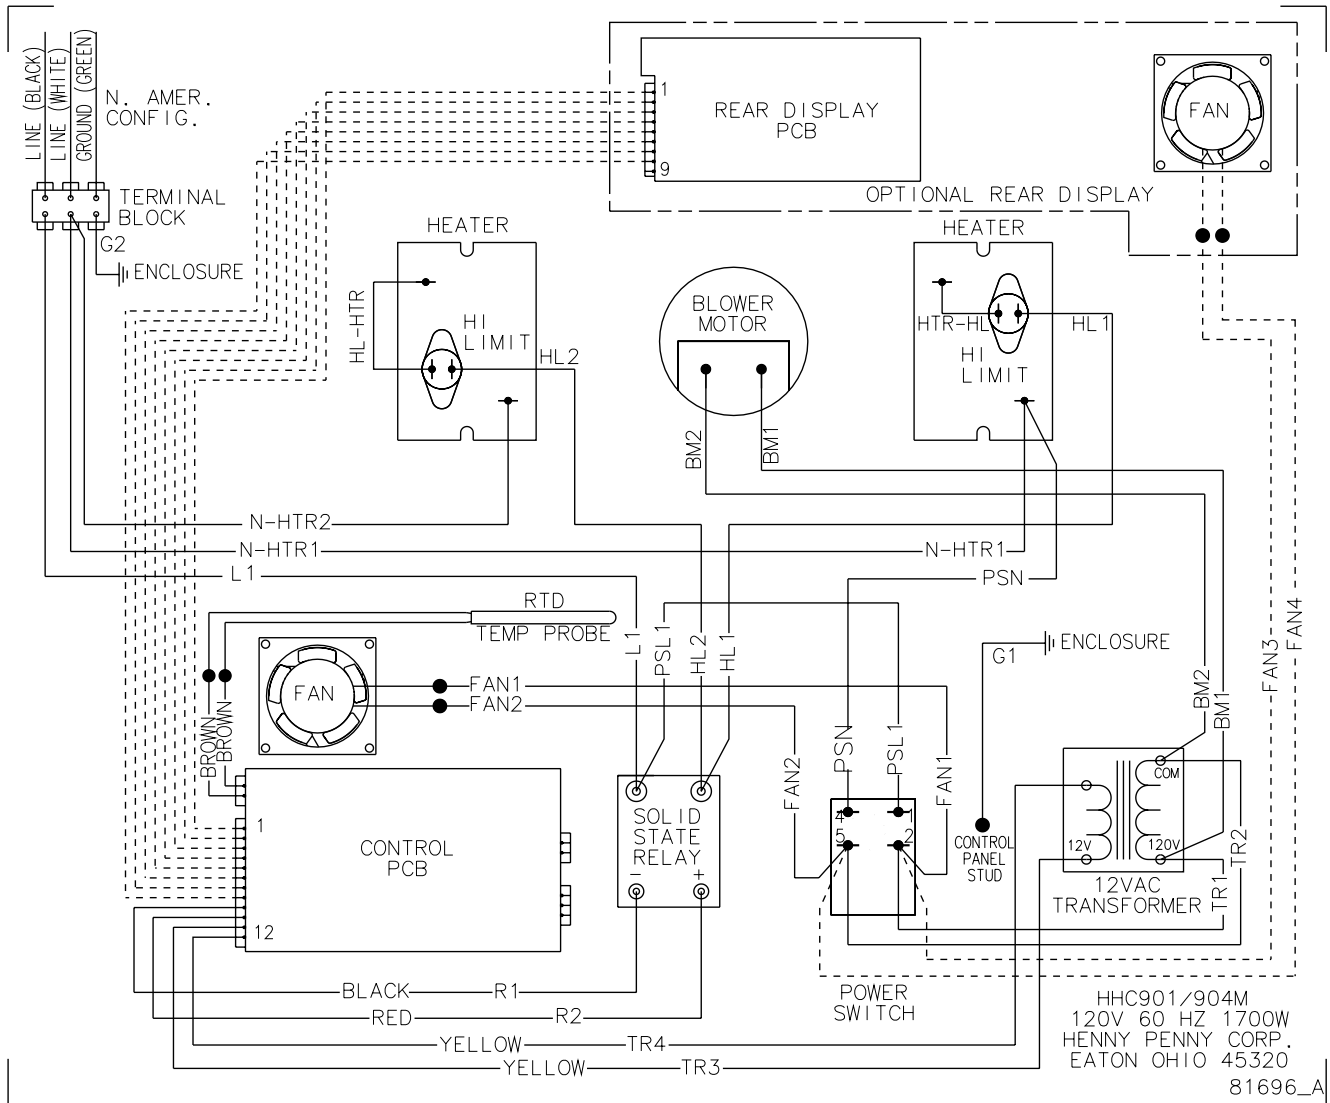 LINE (BLACK)
LINE (WHITE)
GROUND (GREEN)
N. AMER.
CONFIG.
TERMINAL
BLOCK
G2
ENCLOSURE
1
9
REAR DISPLAY
PCB
FAN
OPTIONAL REAR DISPLAY
HEATER
HL-HTR
HI
LIMIT
HL2
BLOWER
MOTOR
BM2
BM1
HEATER
HTR-HL
HL1
HI
LIMIT
N-HTR2
N-HTR1
N-HTR1
L1
PSN
RTD
TEMP PROBE
L1
PSL1
HL2
HL1
G1
ENCLOSURE
FAN3
FAN4
FAN
FAN1
FAN2
BROWN
BROWN
FAN2
PSN
PSL1
FAN1
BM2
BM1
1
12
CONTROL
PCB
SOLID
STATE
RELAY
-
+
4
1
5
2
CONTROL
PANEL
STUD
COM
12V
120V
12VAC
TRANSFORMER
TR1
TR2
BLACK
R1
RED
R2
YELLOW
TR4
YELLOW
TR3
POWER
SWITCH
HHC901/904M
120V 60 HZ 1700W
HENNY PENNY CORP.
EATON OHIO 45320
81696_A